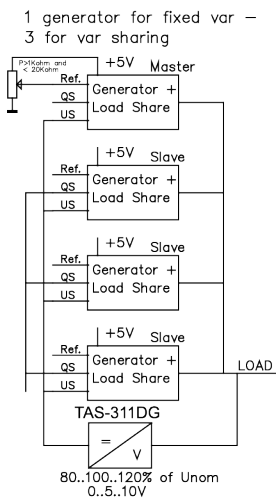 1 generator for fixed var –
3 for var sharing
+5V Master
P>1Kohm and
< 20Kohm
Ref.
QS
US
Generator +
Load Share
+5V Slave
Ref.
QS
US
Generator +
Load Share
+5V Slave
Ref.
QS
US
Generator +
Load Share
+5V Slave
Ref.
QS
US
Generator +
Load Share
LOAD
TAS-311DG
=
V
80..100..120% of Unom
0..5..10V